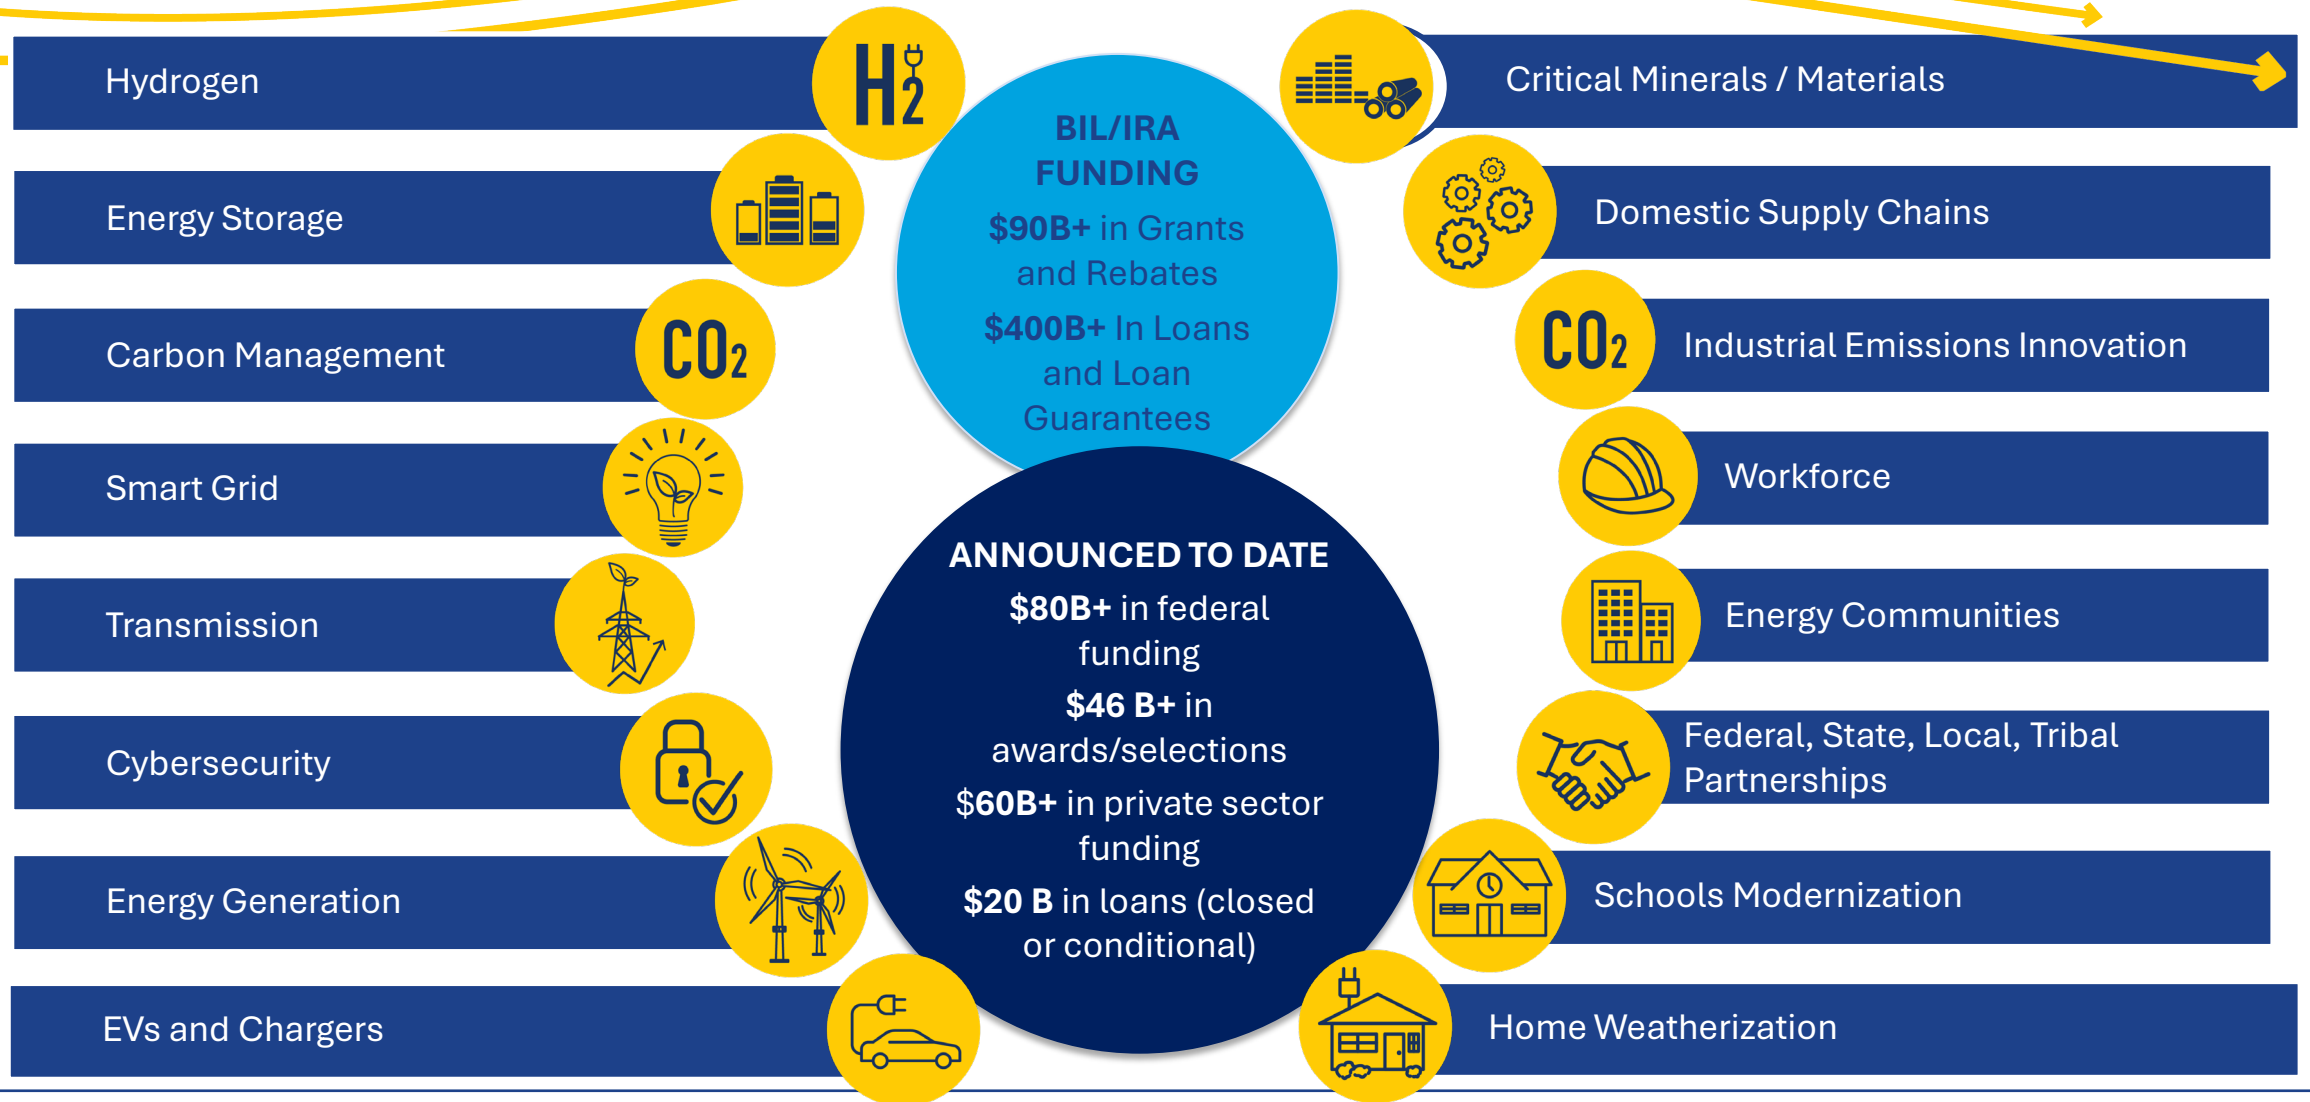 Hydrogen
Energy Storage
Carbon Management
Smart Grid
Transmission
Cybersecurity
Energy Generation
EVs and Chargers
H2
CO₂
BIL/IRA
FUNDING
$90B+ in Grants
and Rebates
$400B+ In Loans
and Loan
Guarantees
ANNOUNCED TO DATE
$80B+ in federal
funding
$46 B+ in
awards/selections
$60B+ in private sector
funding
$20 B in loans (closed
or conditional)
CO₂
Critical Minerals / Materials
Domestic Supply Chains
Industrial Emissions Innovation
Workforce
Energy Communities
Federal, State, Local, Tribal
Partnerships
Schools Modernization
Home Weatherization